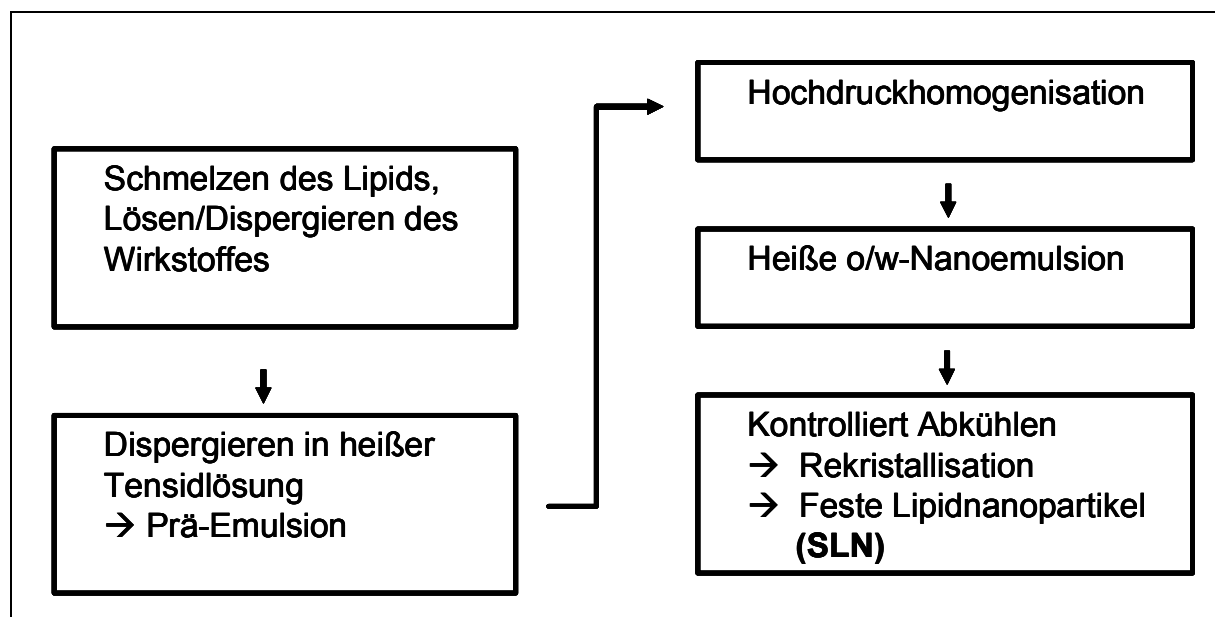 Schmelzen des Lipids,
Lösen/Dispergieren des
Wirkstoffes
Dispergieren in heißer
Tensidlösung
→ Prä-Emulsion
Hochdruckhomogenisation
Heiße o/w-Nanoemulsion
Kontrolliert Abkühlen
→ Rekristallisation
→ Feste Lipidnanopartikel
(SLN)